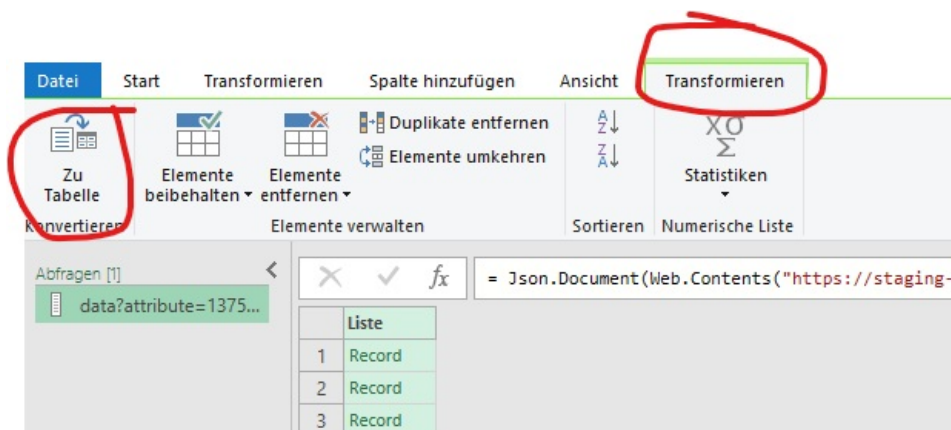 Datei Start Transformieren Spalte hinzufügen Ansicht Transformieren
Zu Tabelle
Elemente beibehalten
Elemente entfernen
Duplikate entfernen
Elemente umkehren
A Z
Z A
Statistiken
Konvertieren Elemente verwalten Sortieren Numerische Liste
Abfragen [1]
data?attribute=1375...
fx = Json.Document(Web.Contents("https://staging-
Liste
1 Record
2 Record
3 Record